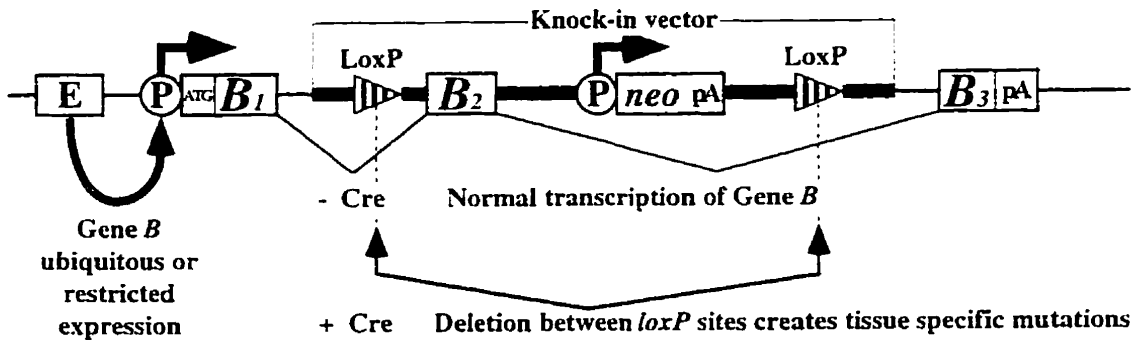 Knock-in vector
LoxP
LoxP
E
P
ATG
B1
B2
P
neo pA
B3 pA
- Cre Normal transcription of Gene B
Gene B
ubiquitous or
restricted
expression
+ Cre Deletion between loxP sites creates tissue specific mutations